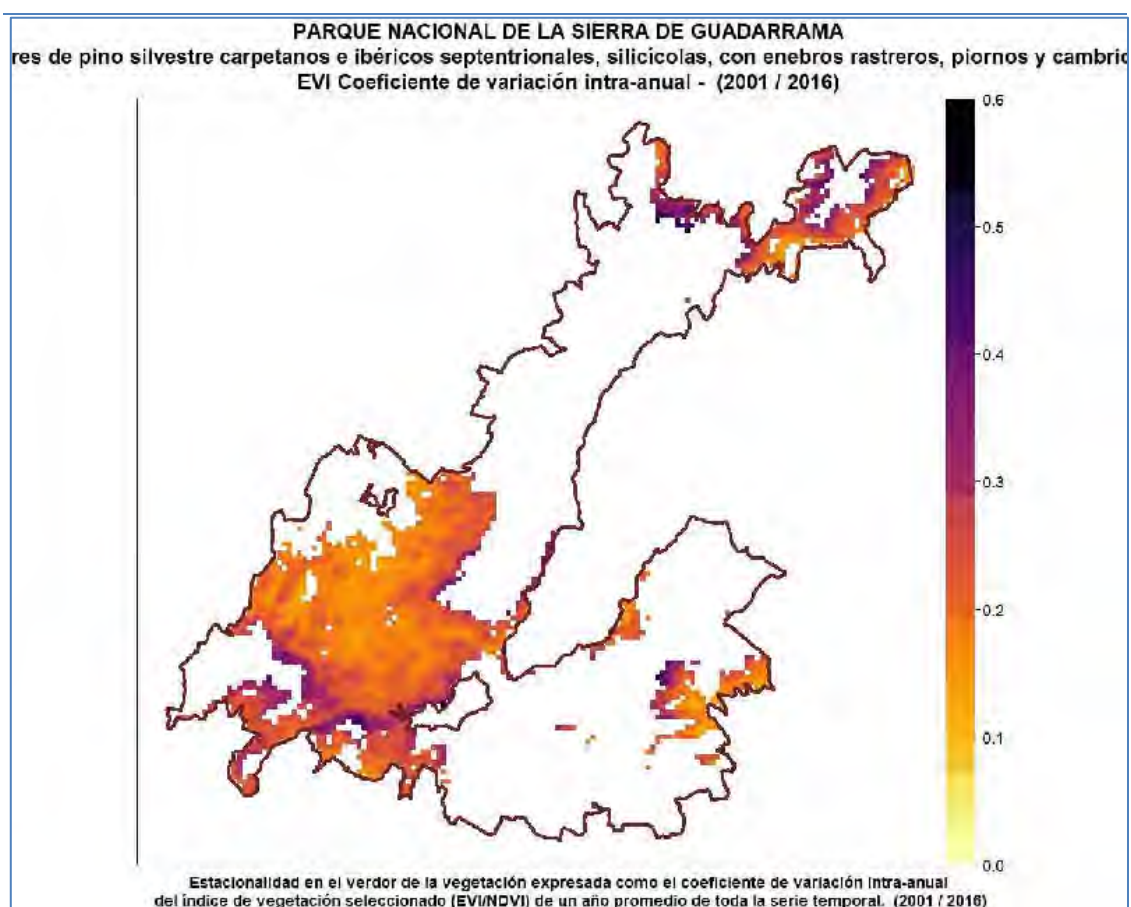 PARQUE NACIONAL DE LA SIERRA DE GUADARRAMA
res de pino silvestre carpetanos e ibéricos septentrionales, silicicolas, con enebros rastreros, piornos y cambric
EVI Coeficiente de variación intra-anual - (2001 / 2016)
0.6
0.5
0.4
0.3
0.2
0.1
0.0
Estacionalidad en el verdor de la vegetación expresada como el coeficiente de variación intra-anual
del índice de vegetación seleccionado (EVI/NDVI) de un año promedio de toda la serie temporal. (2001 / 2016)